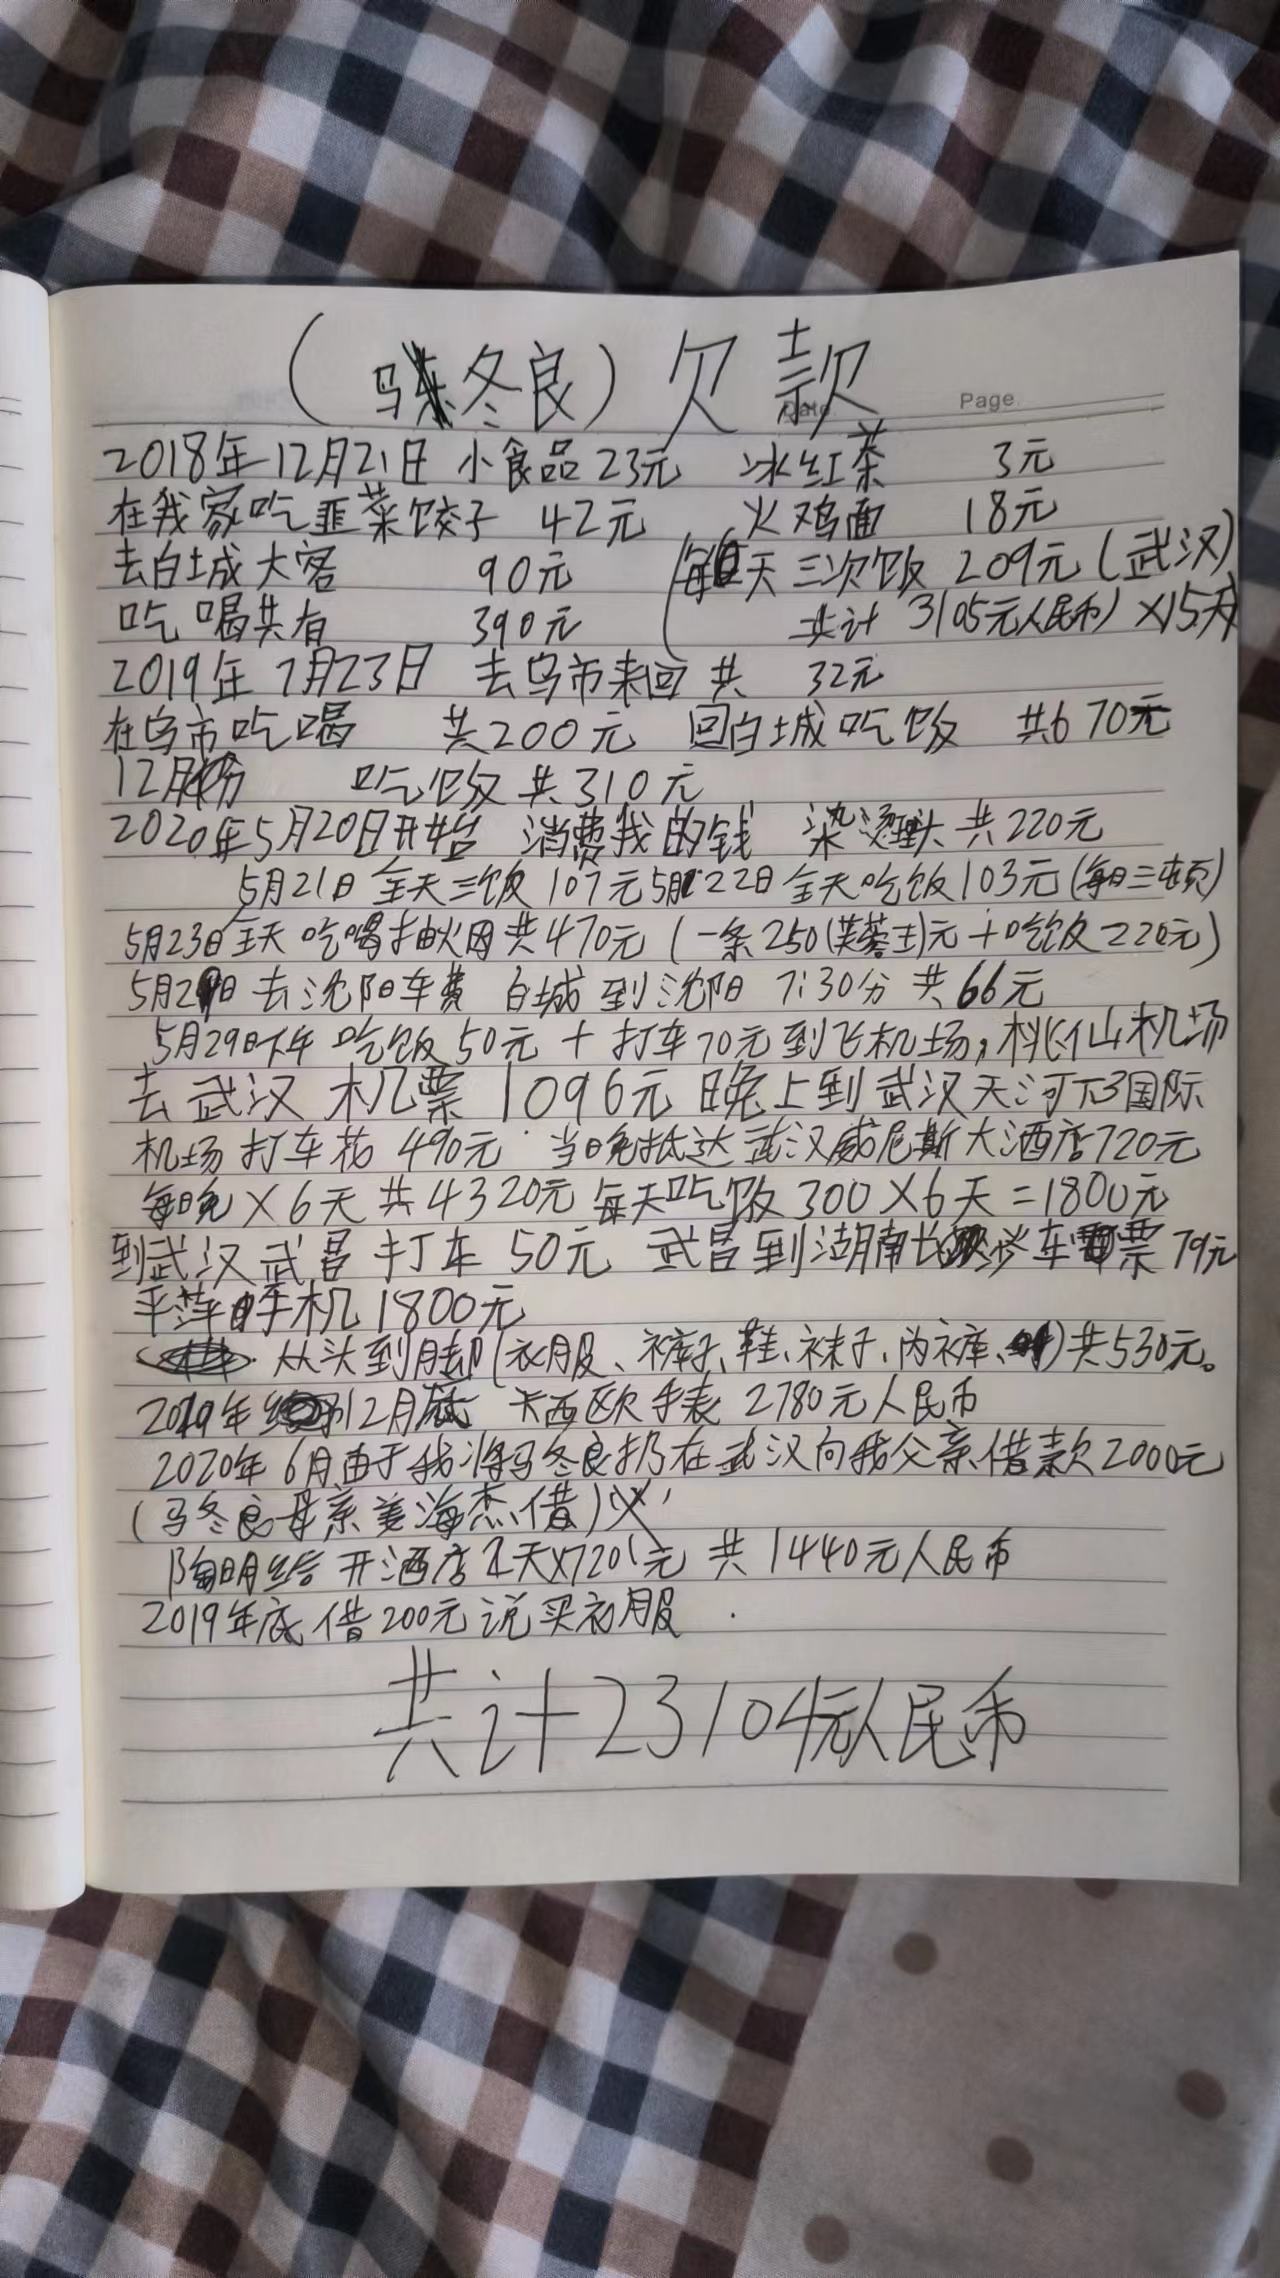 (马冬良)欠款
Date. Page.
2018年12月21日 小食品23元 冰红茶 3元
在我家吃韭菜饺子 42元 火鸡面 18元
去白城大客 90元 (每天三次饭 209元(武汉)
吃喝共有 390元 共计 3105元人民币)×15天
2019年7月23日 去乌市来回 共 32元
在乌市吃喝 共200元 回白城吃饭 共670元
12月份 吃饭共310元
2020年5月20日开始 消费我的钱 染烫头 共220元
5月21日 全天三饭 107元 5月22日 全天吃饭103元(每日三顿)
5月23日全天 吃喝抽烟共470元 (一条250(芙蓉王)元+吃饭220元)
5月29日 去沈阳车费 白城到沈阳 7:30分 共66元
5月29日下午 吃饭50元 + 打车70元到飞机场,桃仙机场
去武汉 机票1096元 晚上到武汉天河T3国际
机场打车花 490元 当晚抵达武汉威尼斯大酒店720元
每晚×6天 共4320元 每天吃饭300×6天=1800元
到武汉武昌 打车 50元 武昌到湖南长沙车票79元
手机1800元
从头到脚(衣服、裤子、鞋、袜子、内裤、)共530元。
2019年12月底 卡西欧手表 2780元人民币
2020年6月由于我将马冬良扔在武汉向我父亲借款2000元
(马冬良母亲姜海杰借)
陶明给开酒店2天×720元 共1440元人民币
2019年底借200元说买衣服.
共计23104元人民币